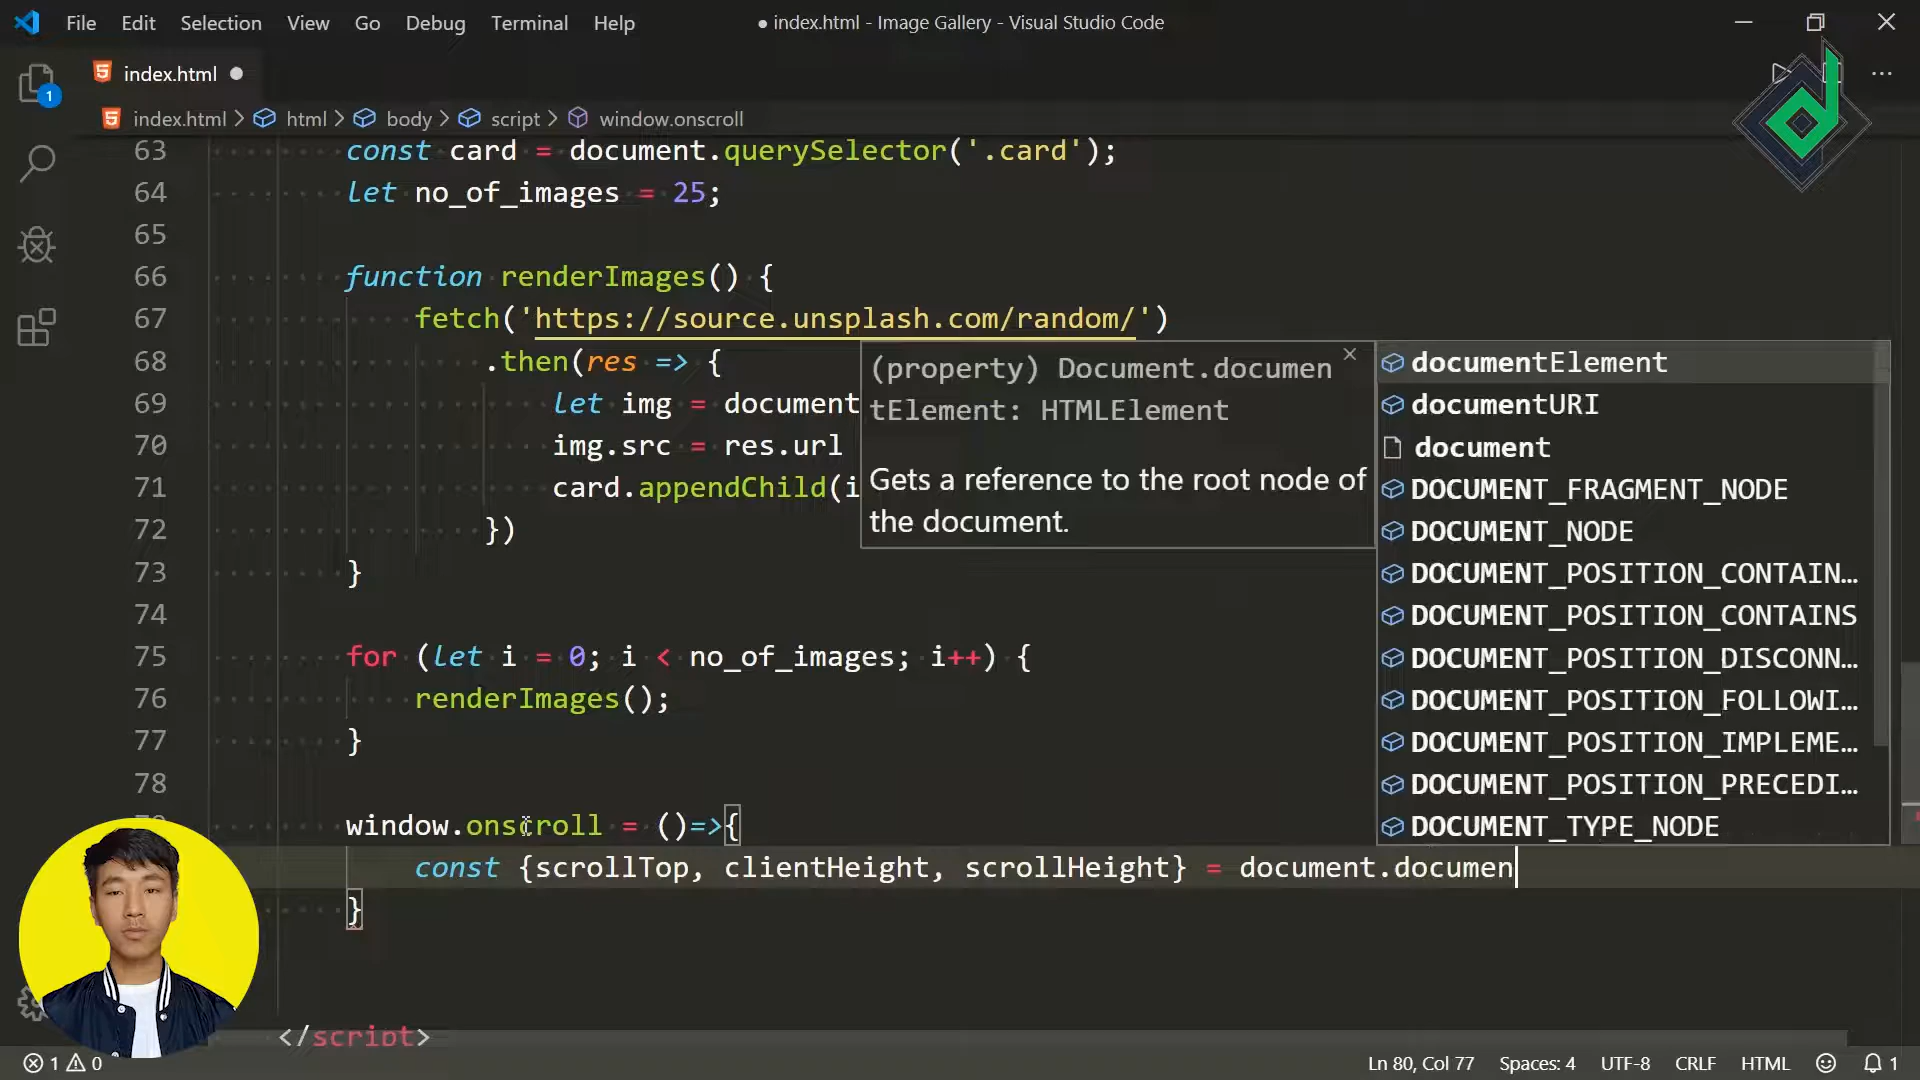 File Edit Selection View Go Debug Terminal Help
● index.html - Image Gallery - Visual Studio Code
index.html ●
index.html > html > body > script > window.onscroll
1
63 const card = document.querySelector('.card');
64 let no_of_images = 25;
65
66 function renderImages() {
67 fetch('https://source.unsplash.com/random/')
68 .then(res => {
69 let img = document
70 img.src = res.url
71 card.appendChild(i
72 })
73 }
74
75 for (let i = 0; i < no_of_images; i++) {
76 renderImages();
77 }
78
window.onscroll = ()=>{
const {scrollTop, clientHeight, scrollHeight} = document.documen
}
</script>
(property) Document.documen
tElement: HTMLElement
Gets a reference to the root node of
the document.
documentElement
documentURI
document
DOCUMENT_FRAGMENT_NODE
DOCUMENT_NODE
DOCUMENT_POSITION_CONTAIN…
DOCUMENT_POSITION_CONTAINS
DOCUMENT_POSITION_DISCONN…
DOCUMENT_POSITION_FOLLOWI…
DOCUMENT_POSITION_IMPLEME…
DOCUMENT_POSITION_PRECEDI…
DOCUMENT_TYPE_NODE
1 0
Ln 80, Col 77 Spaces: 4 UTF-8 CRLF HTML 1